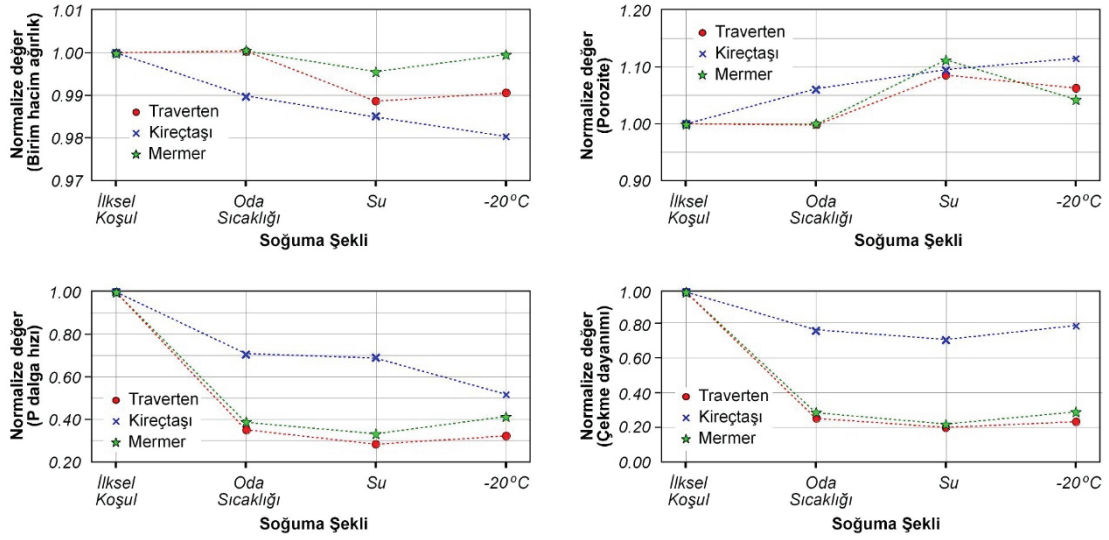 Normalize değer
(Birim hacim ağırlık)
1.01
1.00
0.99
0.98
0.97
Traverten
Kireçtaşı
Mermer
İlksel
Koşul
Oda
Sıcaklığı
Su
-20°C
Soğuma Şekli
Normalize değer
(Porozite)
1.20
1.10
1.00
0.90
Traverten
Kireçtaşı
Mermer
İlksel
Koşul
Oda
Sıcaklığı
Su
-20°C
Soğuma Şekli
Normalize değer
(P dalga hızı)
1.00
0.80
0.60
0.40
0.20
Traverten
Kireçtaşı
Mermer
İlksel
Koşul
Oda
Sıcaklığı
Su
-20°C
Soğuma Şekli
Normalize değer
(Çekme dayanımı)
1.00
0.80
0.60
0.40
0.20
0.00
Traverten
Kireçtaşı
Mermer
İlksel
Koşul
Oda
Sıcaklığı
Su
-20°C
Soğuma Şekli